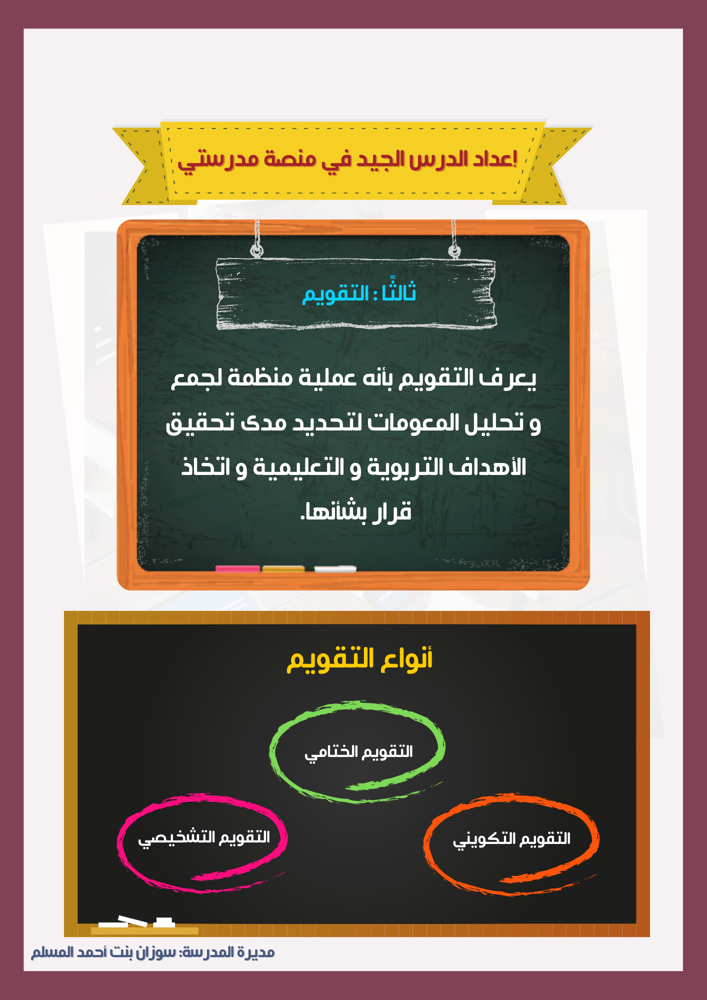 إعداد الدرس الجيد في منصة مدرستي
ثالثًا : التقويم
يعرف التقويم بأنه عملية منظمة لجمع
و تحليل المعومات لتحديد مدى تحقيق
الأهداف التربوية و التعليمية و اتخاذ
قرار بشأنها.
أنواع التقويم
التقويم الختامي
التقويم التكويني
التقويم التشخيصي
مديرة المدرسة: سوزان بنت أحمد المسلم